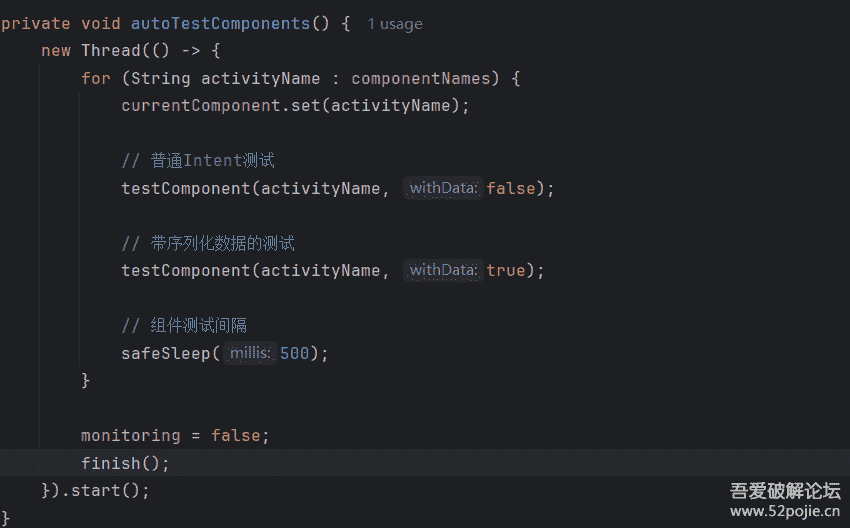 private void autoTestComponents() { 1 usage
    new Thread(() -> {
        for (String activityName : componentNames) {
            currentComponent.set(activityName);

            // 普通Intent测试
            testComponent(activityName, withData: false);

            // 带序列化数据的测试
            testComponent(activityName, withData: true);

            // 组件测试间隔
            safeSleep( millis: 500);
        }

        monitoring = false;
        finish();
    }).start();
}
吾爱破解论坛
www.52pojie.cn